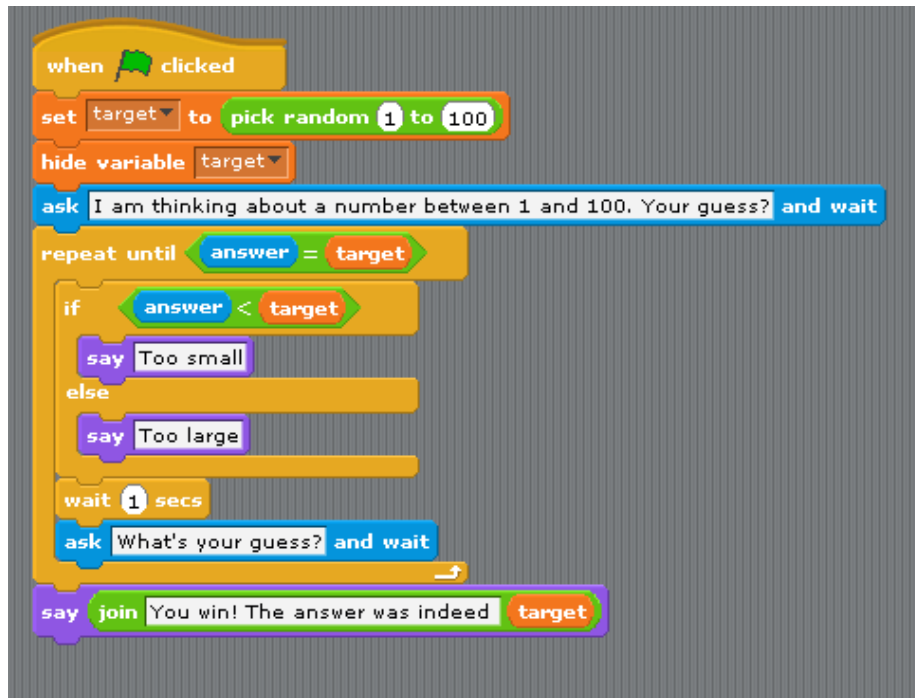 when clicked
set target to pick random 1 to 100
hide variable target
ask I am thinking about a number between 1 and 100. Your guess? and wait
repeat until answer = target
if answer < target
say Too small
else
say Too large
wait 1 secs
ask What's your guess? and wait
say join You win! The answer was indeed target